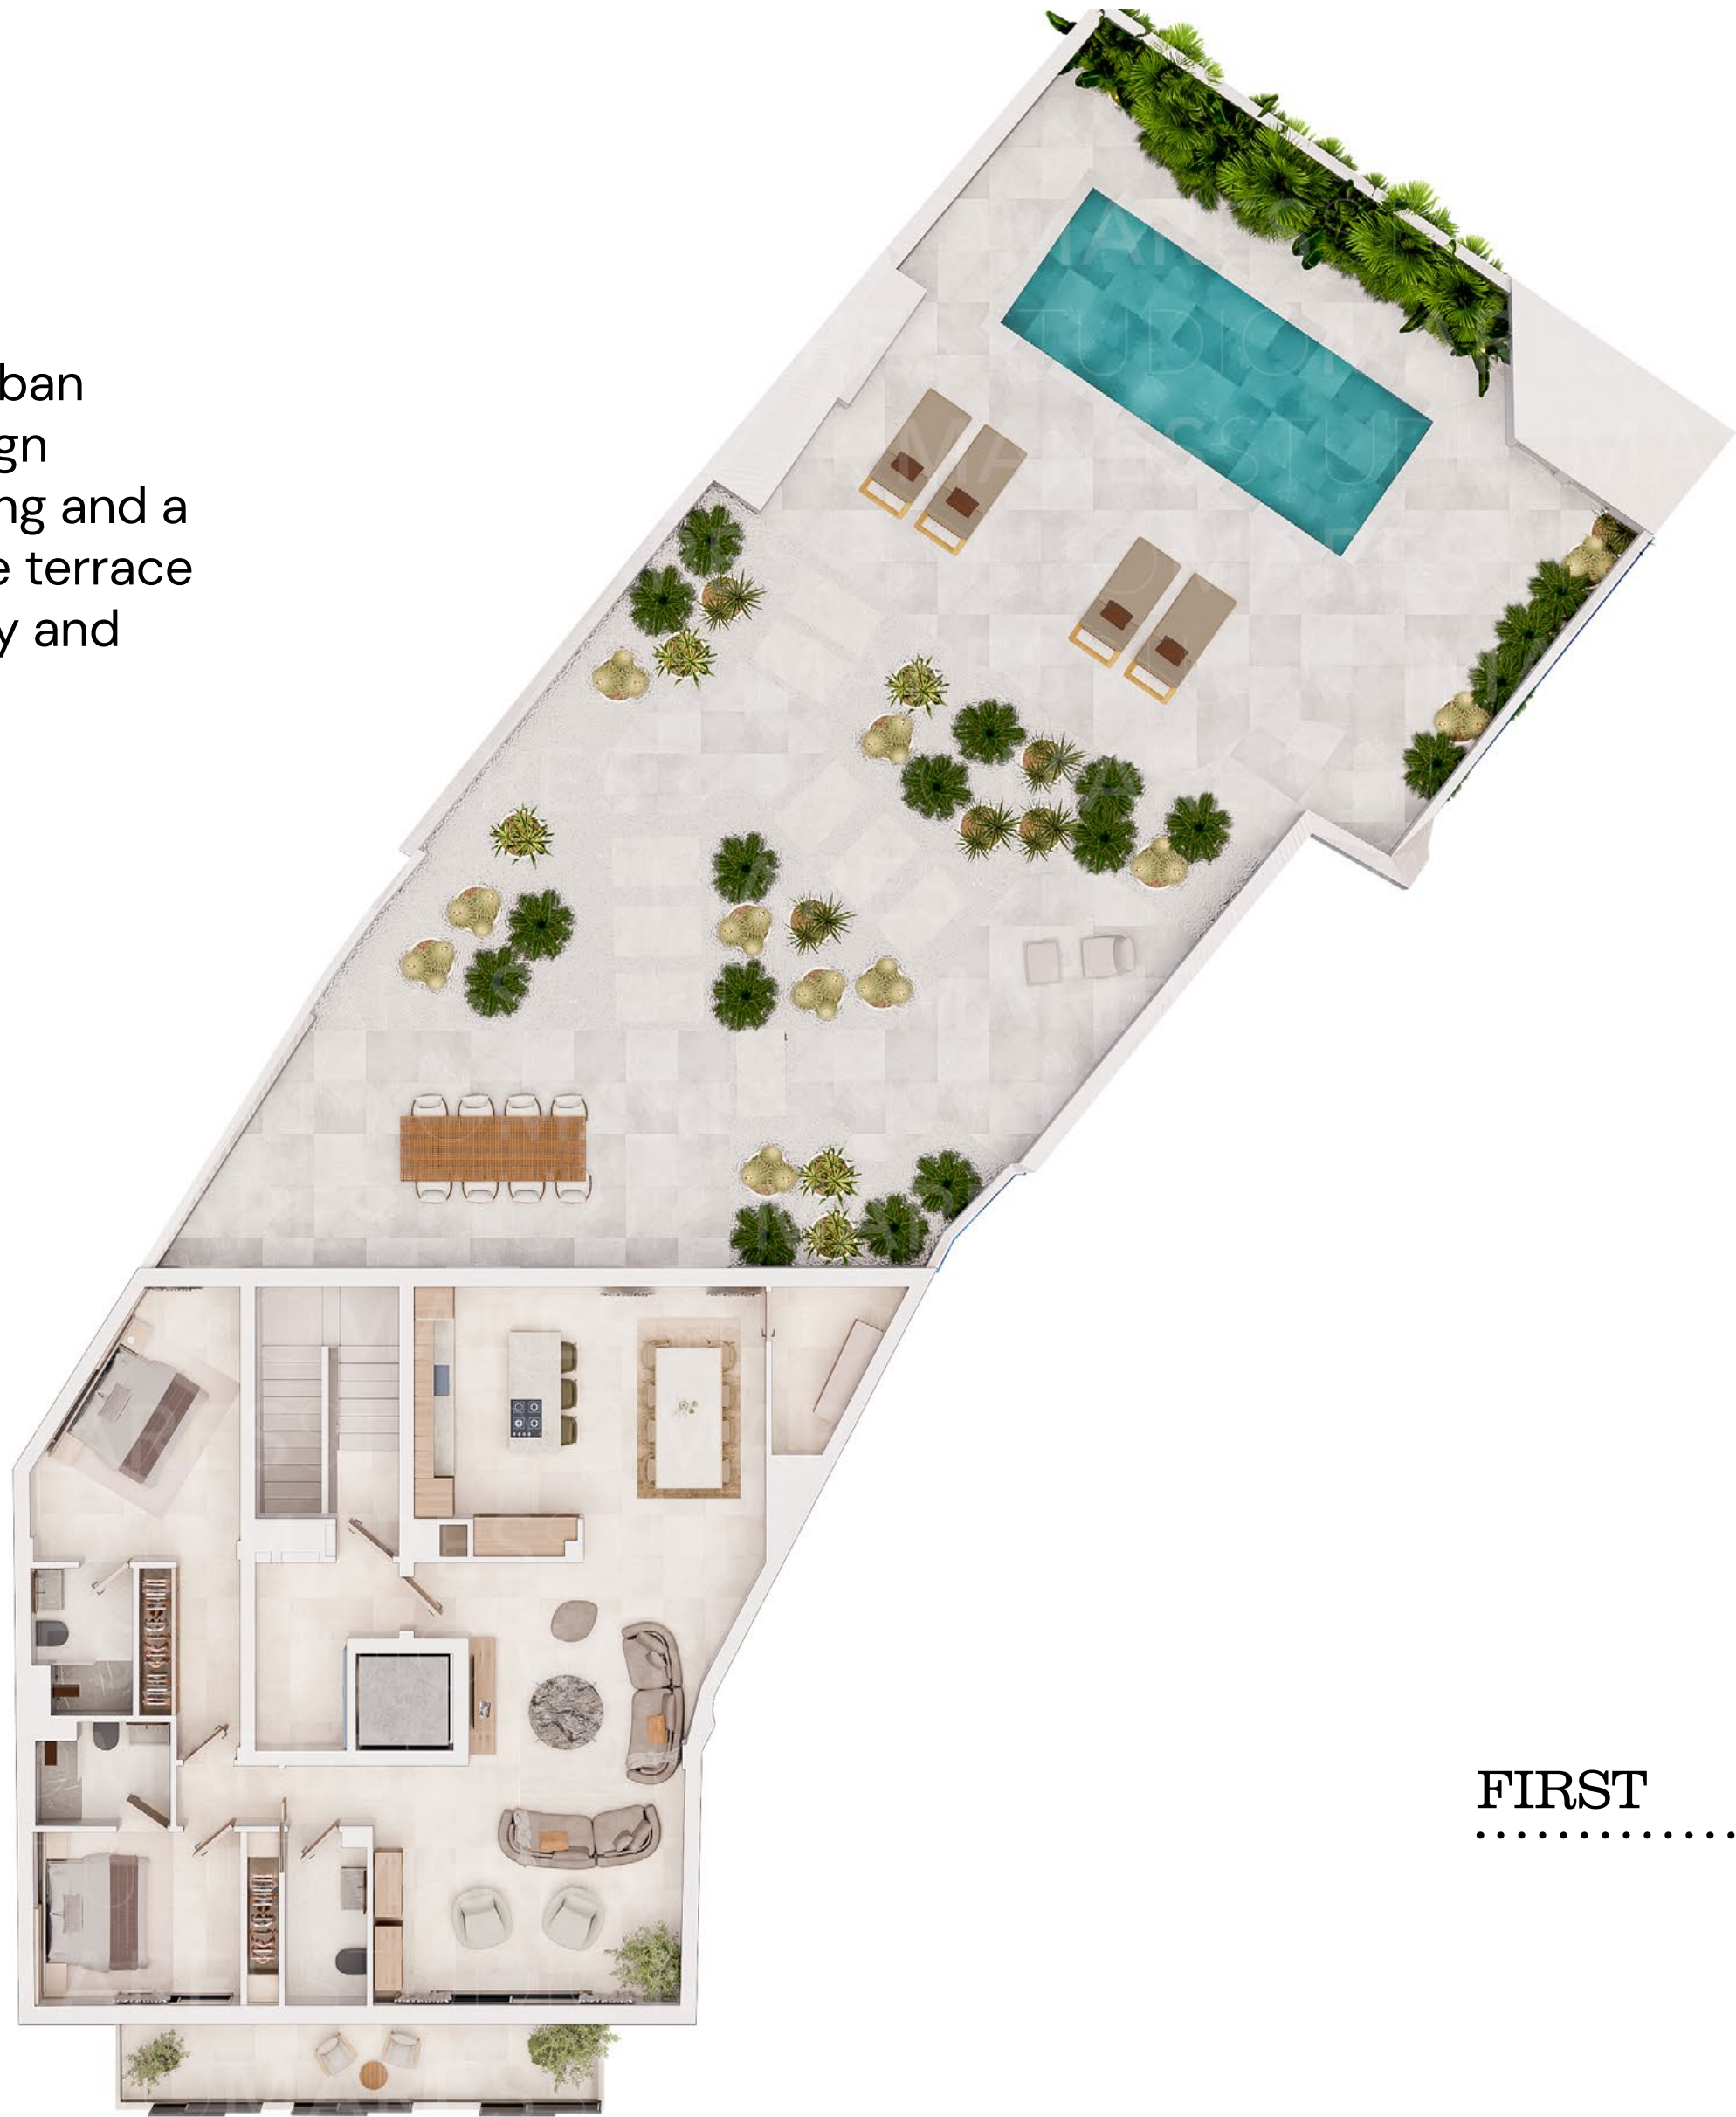 ban
gn
ng and a
e terrace
y and
FIRST